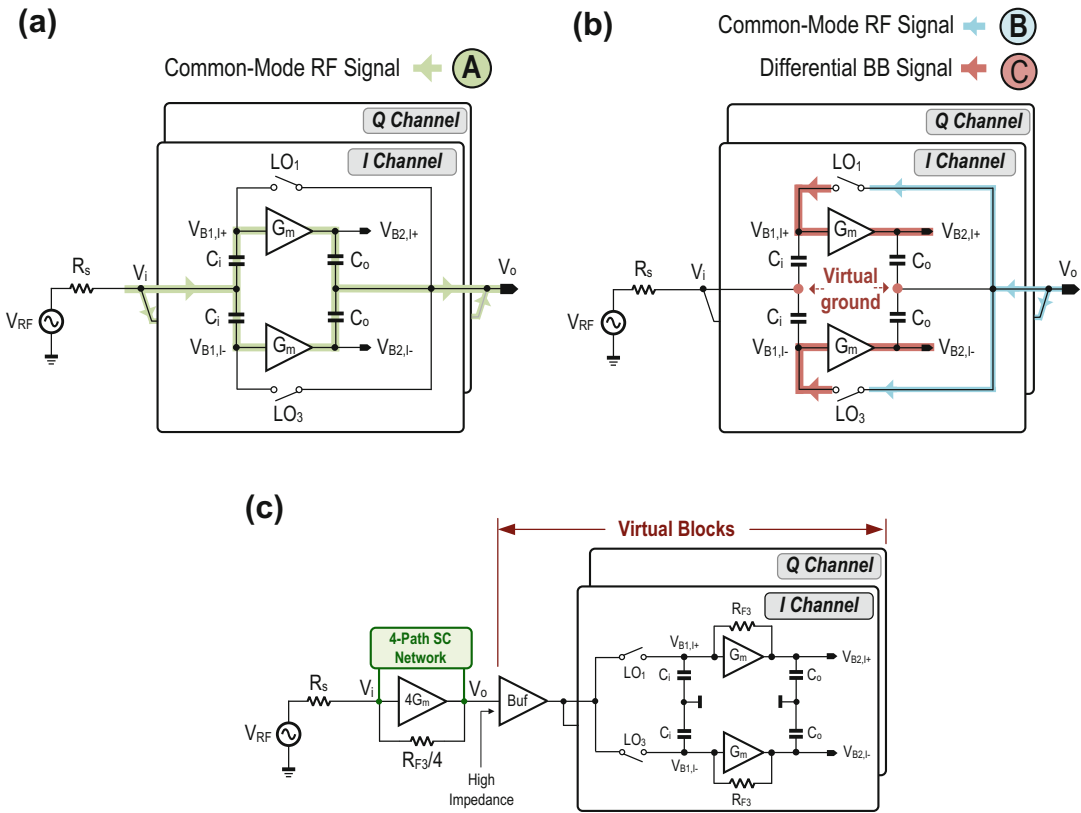 (a)
Common-Mode RF Signal A
Q Channel
I Channel
LO1
VB1,I+
Gm
VB2,I+
Ci
Co
Rs
Vi
Vo
VRF
Ci
Co
VB1,I-
Gm
VB2,I-
LO3
(b)
Common-Mode RF Signal B
Differential BB Signal C
Q Channel
I Channel
LO1
VB1,I+
Gm
VB2,I+
Ci
Co
Rs
Vi
Virtual
ground
Vo
VRF
Ci
Co
VB1,I-
Gm
VB2,I-
LO3
(c)
Virtual Blocks
Q Channel
I Channel
RF3
4-Path SC
Network
VB1,I+
Gm
VB2,I+
LO1
Ci
Co
Rs
Vi
4Gm
Vo
Buf
VRF
RF3/4
High
Impedance
LO3
Ci
Co
VB1,I-
Gm
VB2,I-
RF3